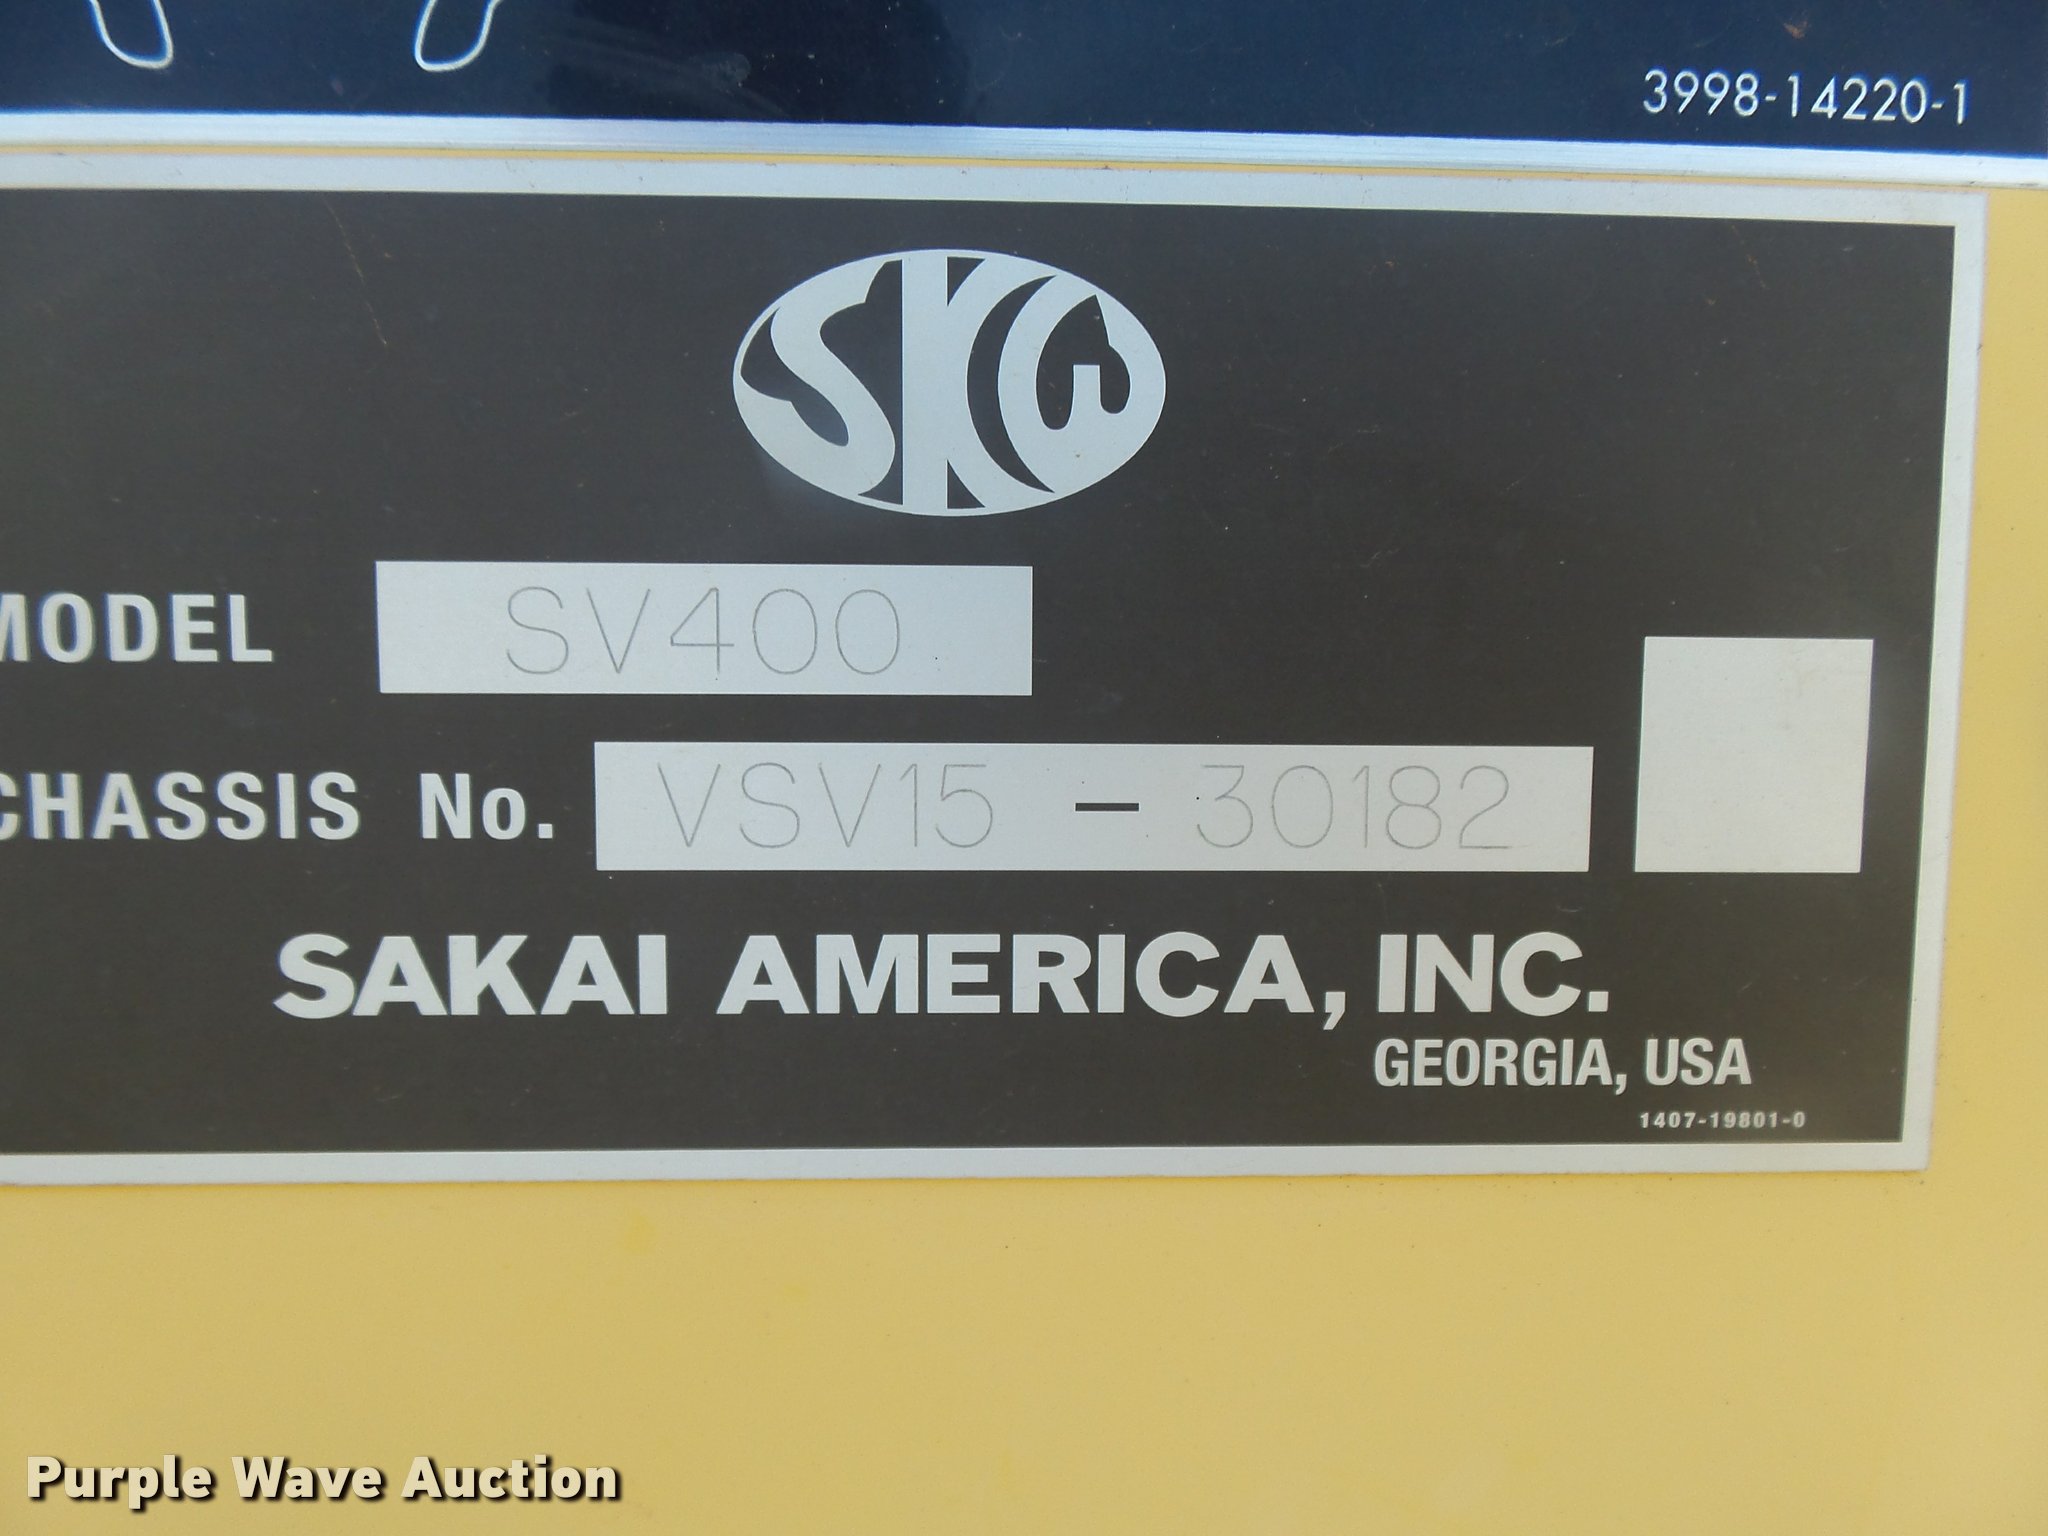 3998-14220-1
SKW
MODEL SV400
CHASSIS No. VSV15-30182
SAKAI AMERICA, INC.
GEORGIA, USA
1407-19801-0
Purple Wave Auction